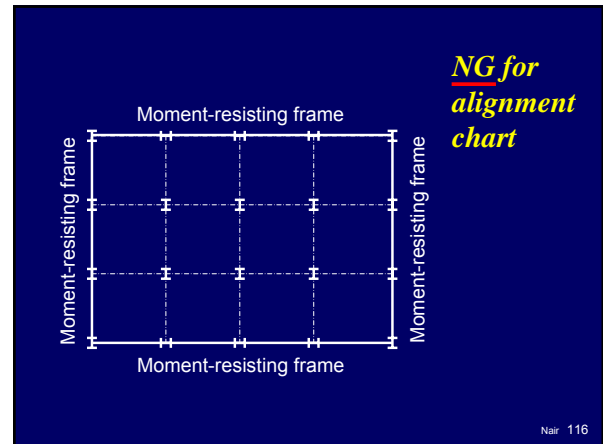 NG for
alignment
chart
Moment-resisting frame
Moment-resisting frame
Moment-resisting frame
Moment-resisting frame
Nair 116